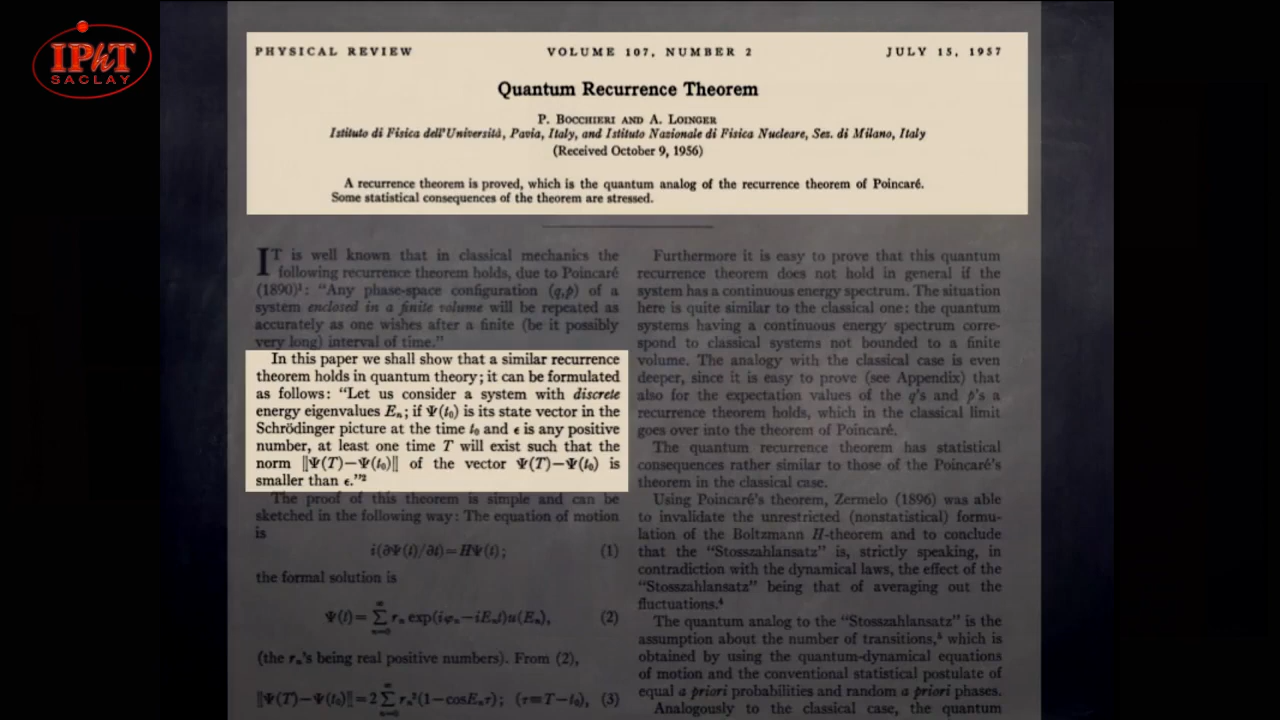 IPhT
SACLAY
PHYSICAL REVIEW VOLUME 107, NUMBER 2 JULY 15, 1957
Quantum Recurrence Theorem
P. BOCCHIERI AND A. LOINGER
Istituto di Fisica dell'Università, Pavia, Italy, and Istituto Nazionale di Fisica Nucleare, Sez. di Milano, Italy
(Received October 9, 1956)
A recurrence theorem is proved, which is the quantum analog of the recurrence theorem of Poincaré.
Some statistical consequences of the theorem are stressed.
IT is well known that in classical mechanics the
following recurrence theorem holds, due to Poincaré
(1890)¹: "Any phase-space configuration (q,p) of a
system enclosed in a finite volume will be repeated as
accurately as one wishes after a finite (be it possibly
very long) interval of time."
In this paper we shall show that a similar recurrence
theorem holds in quantum theory; it can be formulated
as follows: "Let us consider a system with discrete
energy eigenvalues Eₙ; if Ψ(t₀) is its state vector in the
Schrödinger picture at the time t₀ and ϵ is any positive
number, at least one time T will exist such that the
norm ‖Ψ(T)−Ψ(t₀)‖ of the vector Ψ(T)−Ψ(t₀) is
smaller than ϵ."²
The proof of this theorem is simple and can be
sketched in the following way: The equation of motion
is
i(∂Ψ(t)/∂t)=HΨ(t); (1)
the formal solution is
Ψ(t)=∑ₙ₌₀^∞ rₙ exp(iφₙ−iEₙt)u(Eₙ), (2)
(the rₙ's being real positive numbers). From (2),
‖Ψ(T)−Ψ(t₀)‖=2∑ₙ₌₀^∞ rₙ²(1−cosEₙτ); (τ≡T−t₀), (3)
Furthermore it is easy to prove that this quantum
recurrence theorem does not hold in general if the
system has a continuous energy spectrum. The situation
here is quite similar to the classical one: the quantum
systems having a continuous energy spectrum corre-
spond to classical systems not bounded to a finite
volume. The analogy with the classical case is even
deeper, since it is easy to prove (see Appendix) that
also for the expectation values of the q's and p's a
recurrence theorem holds, which in the classical limit
goes over into the theorem of Poincaré.
The quantum recurrence theorem has statistical
consequences rather similar to those of the Poincaré's
theorem in the classical case.
Using Poincaré's theorem, Zermelo (1896) was able
to invalidate the unrestricted (nonstatistical) formu-
lation of the Boltzmann H-theorem and to conclude
that the "Stosszahlansatz" is, strictly speaking, in
contradiction with the dynamical laws, the effect of the
"Stosszahlansatz" being that of averaging out the
fluctuations.⁴
The quantum analog to the "Stosszahlansatz" is the
assumption about the number of transitions,⁵ which is
obtained by using the quantum-dynamical equations
of motion and the conventional statistical postulate of
equal a priori probabilities and random a priori phases.
Analogously to the classical case, the quantum